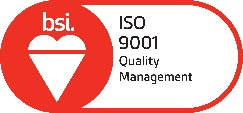 bsi.
ISO
9001
Quality
Management